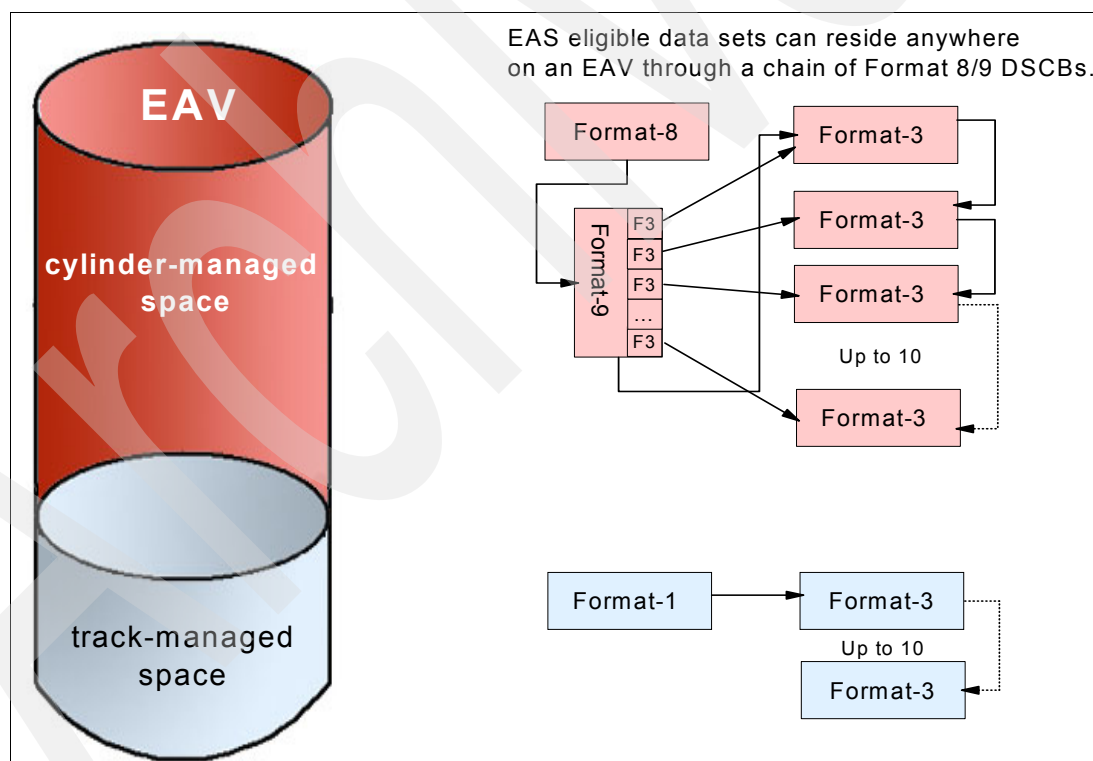 EAS eligible data sets can reside anywhere
on an EAV through a chain of Format 8/9 DSCBs.
EAV
cylinder-managed
space
track-managed
space
Format-8
Format-9
F3
F3
F3
...
F3
Format-3
Format-3
Format-3
Up to 10
Format-3
Format-1
Format-3
Up to 10
Format-3